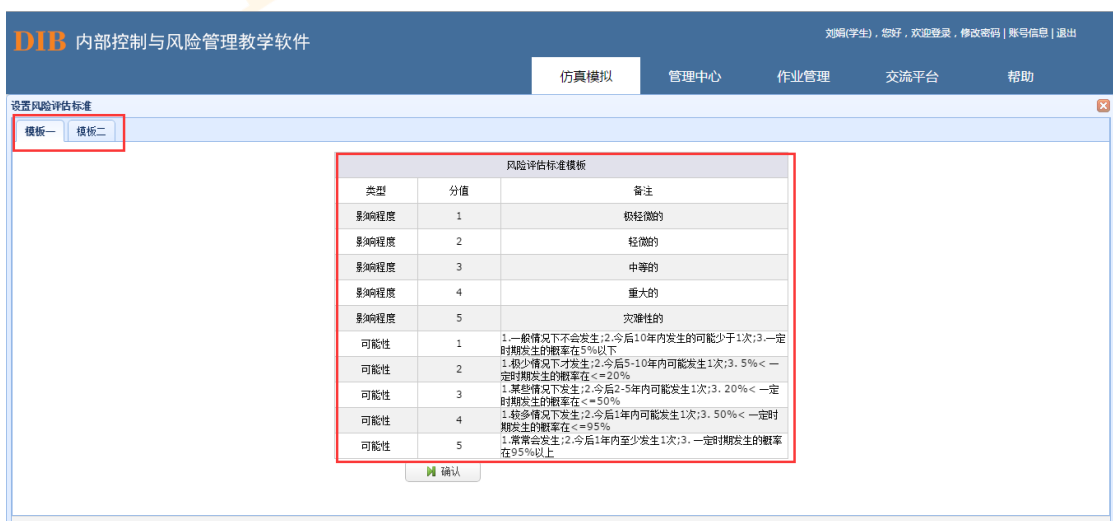 DIB 内部控制与风险管理教学软件
刘娟(学生)，您好，欢迎登录，修改密码 | 账号信息 | 退出
仿真模拟 管理中心 作业管理 交流平台 帮助
设置风险评估标准
模板一 模板二
风险评估标准模板
类型 分值 备注
影响程度 1 极轻微的
影响程度 2 轻微的
影响程度 3 中等的
影响程度 4 重大的
影响程度 5 灾难性的
可能性 1 1.一般情况下不会发生;2.今后10年内发生的可能少于1次;3.一定
时期发生的概率在5%以下
可能性 2 1.极少情况下才发生;2.今后5-10年内可能发生1次;3. 5%< 一
定时期发生的概率在<=20%
可能性 3 1.某些情况下发生;2.今后2-5年内可能发生1次;3. 20%< 一定
时期发生的概率在<=50%
可能性 4 1.较多情况下发生;2.今后1年内可能发生1次;3. 50%< 一定时
期发生的概率在<=95%
可能性 5 1.常常会发生;2.今后1年内至少发生1次;3. 一定时期发生的概率
在95%以上
确认